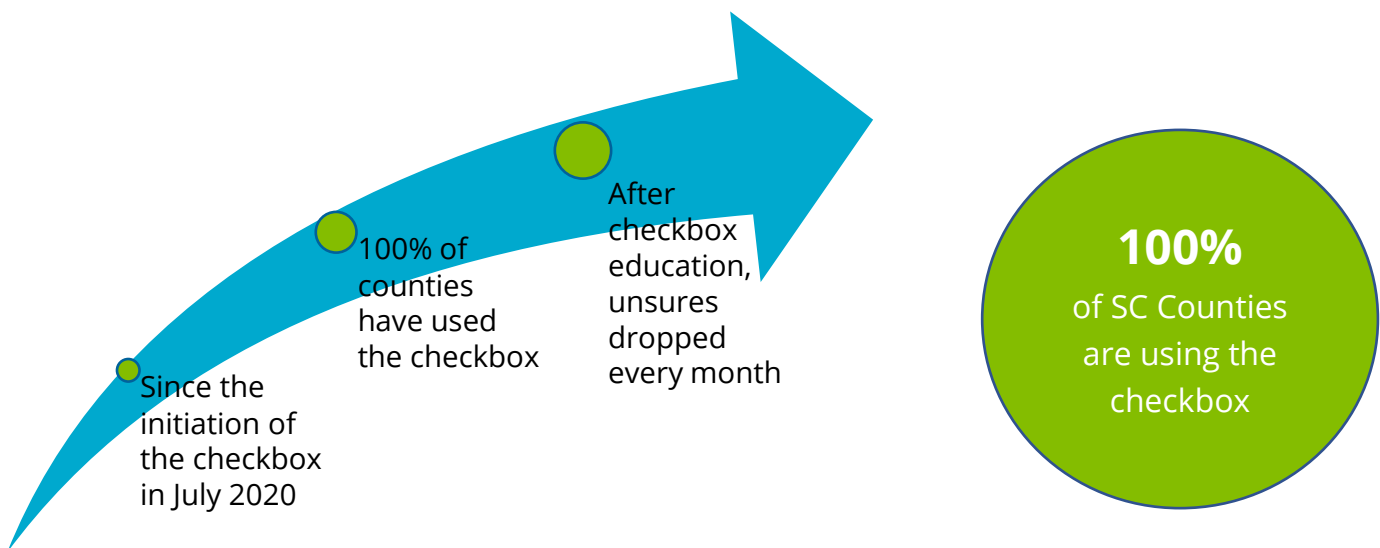 Since the
initiation of
the checkbox
in July 2020
100% of
counties
have used
the checkbox
After
checkbox
education,
unsures
dropped
every month
100%
of SC Counties
are using the
checkbox